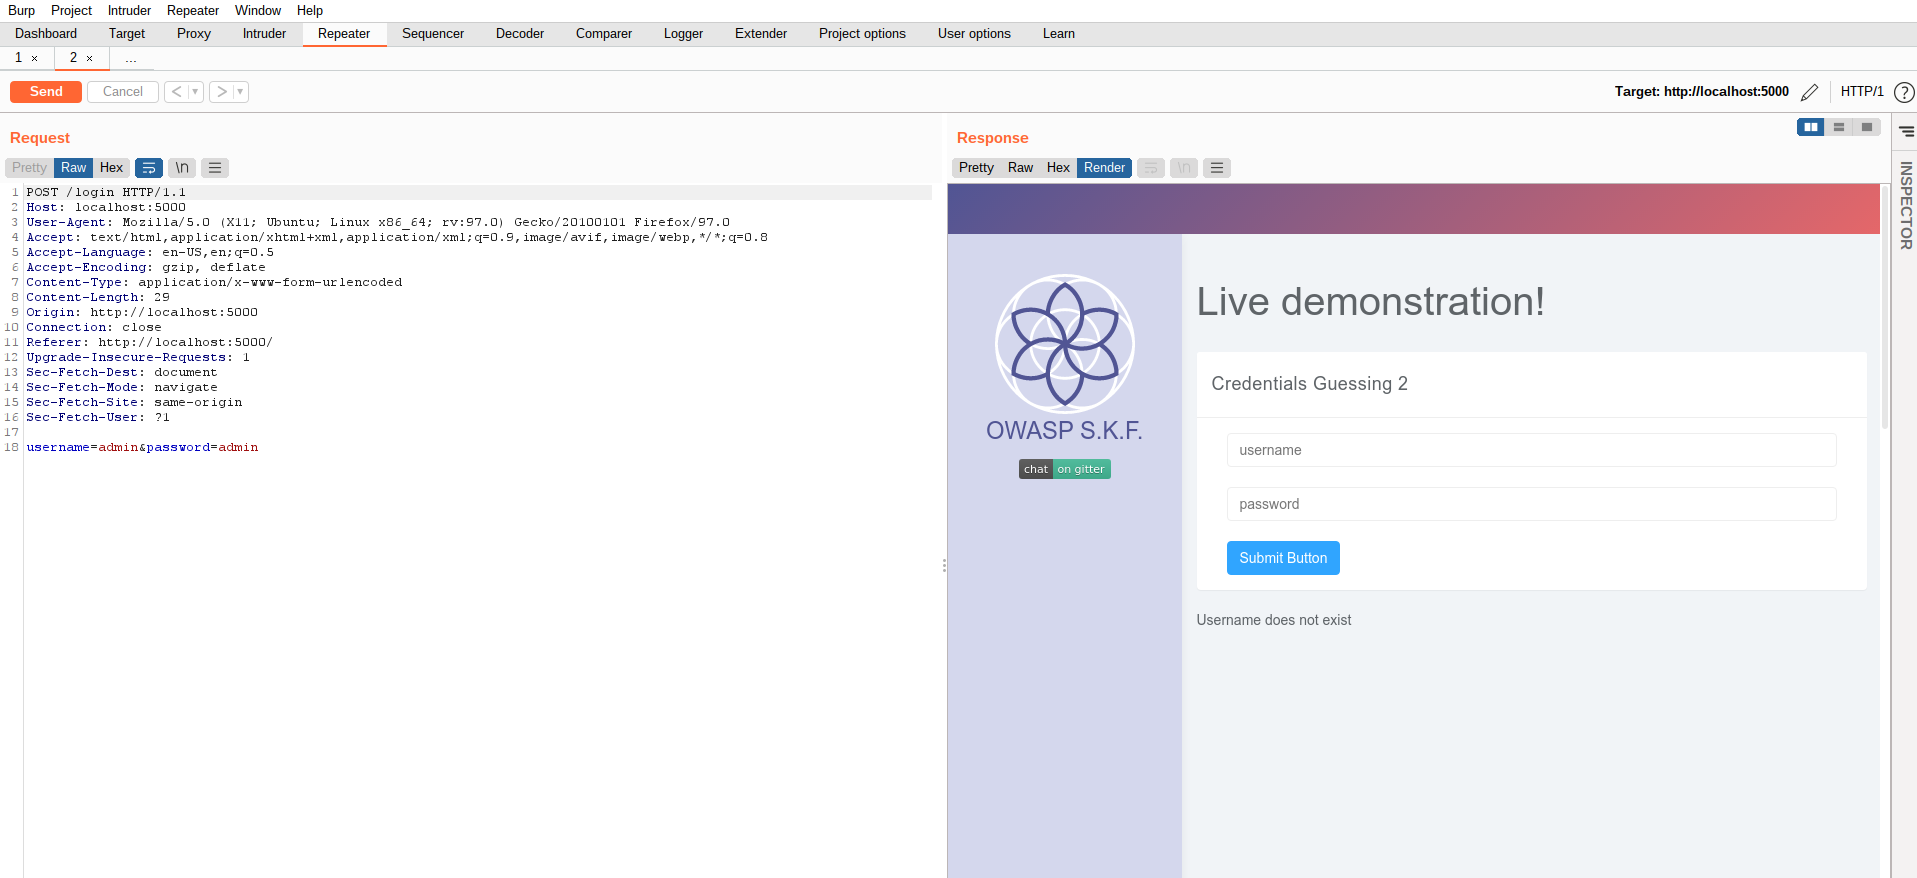 Burp Project Intruder Repeater Window Help
Dashboard Target Proxy Intruder Repeater Sequencer Decoder Comparer Logger Extender Project options User options Learn
1 × 2 × ...
Send Cancel < > Target: http://localhost:5000 HTTP/1 ?
Request
Pretty Raw Hex \n
1 POST /login HTTP/1.1
2 Host: localhost:5000
3 User-Agent: Mozilla/5.0 (X11; Ubuntu; Linux x86_64; rv:97.0) Gecko/20100101 Firefox/97.0
4 Accept: text/html,application/xhtml+xml,application/xml;q=0.9,image/avif,image/webp,*/*;q=0.8
5 Accept-Language: en-US,en;q=0.5
6 Accept-Encoding: gzip, deflate
7 Content-Type: application/x-www-form-urlencoded
8 Content-Length: 29
9 Origin: http://localhost:5000
10 Connection: close
11 Referer: http://localhost:5000/
12 Upgrade-Insecure-Requests: 1
13 Sec-Fetch-Dest: document
14 Sec-Fetch-Mode: navigate
15 Sec-Fetch-Site: same-origin
16 Sec-Fetch-User: ?1
17
18 username=admin&password=admin
Response
Pretty Raw Hex Render \n
OWASP S.K.F.
chat on gitter
Live demonstration!
Credentials Guessing 2
username
password
Submit Button
Username does not exist
INSPECTOR